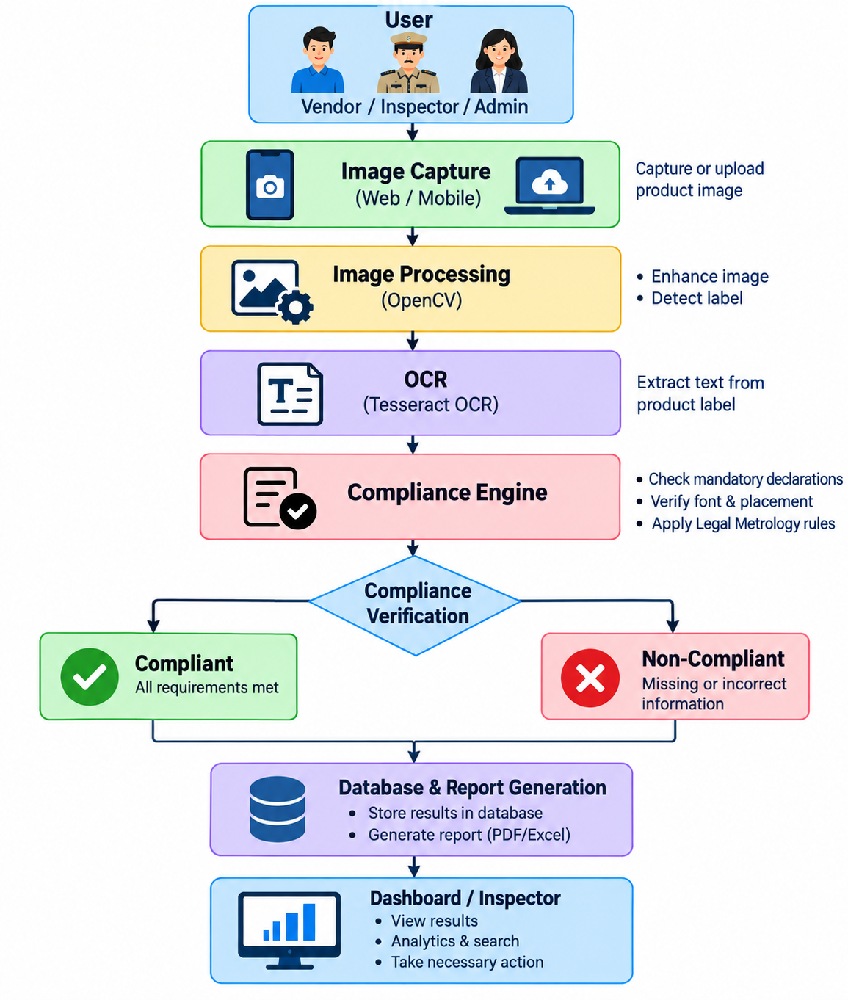 User
Vendor / Inspector / Admin
Image Capture
(Web / Mobile)
Capture or upload
product image
Image Processing
(OpenCV)
• Enhance image
• Detect label
OCR
(Tesseract OCR)
T
Extract text from
product label
Compliance Engine
• Check mandatory declarations
• Verify font & placement
• Apply Legal Metrology rules
Compliance
Verification
Compliant
All requirements met
Non-Compliant
Missing or incorrect
information
Database & Report Generation
• Store results in database
• Generate report (PDF/Excel)
Dashboard / Inspector
• View results
• Analytics & search
• Take necessary action